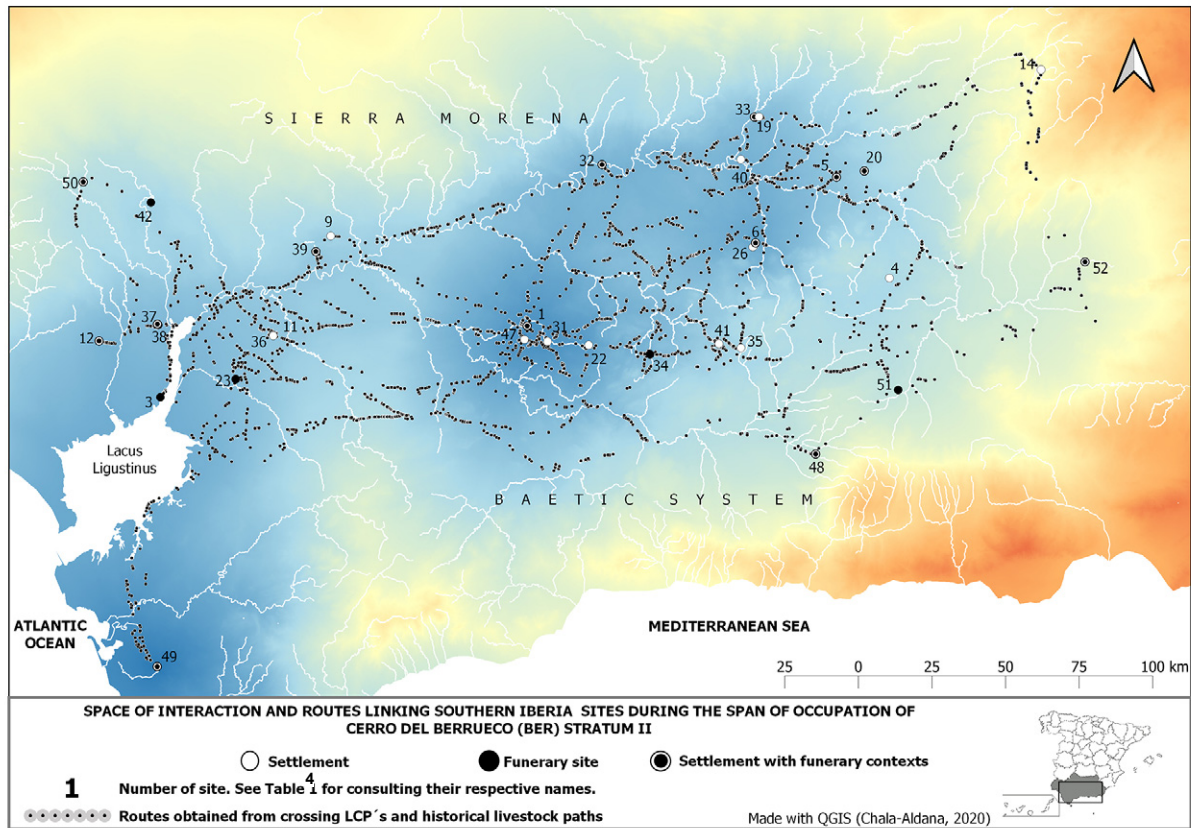 14
33
19
SIERRA MORENA
32
40
5
20
50
42
9
39
6
26
4
52
37
38
12
11
36
1
47
31
22
41
35
34
23
3
51
Lacus
Ligustinus
48
BAETIC SYSTEM
ATLANTIC
OCEAN
MEDITERRANEAN SEA
49
25 0 25 50 75 100 km
SPACE OF INTERACTION AND ROUTES LINKING SOUTHERN IBERIA SITES DURING THE SPAN OF OCCUPATION OF
CERRO DEL BERRUECO (BER) STRATUM II
Settlement Funerary site Settlement with funerary contexts
1 Number of site. See Table 4 for consulting their respective names.
Routes obtained from crossing LCP´s and historical livestock paths
Made with QGIS (Chala-Aldana, 2020)